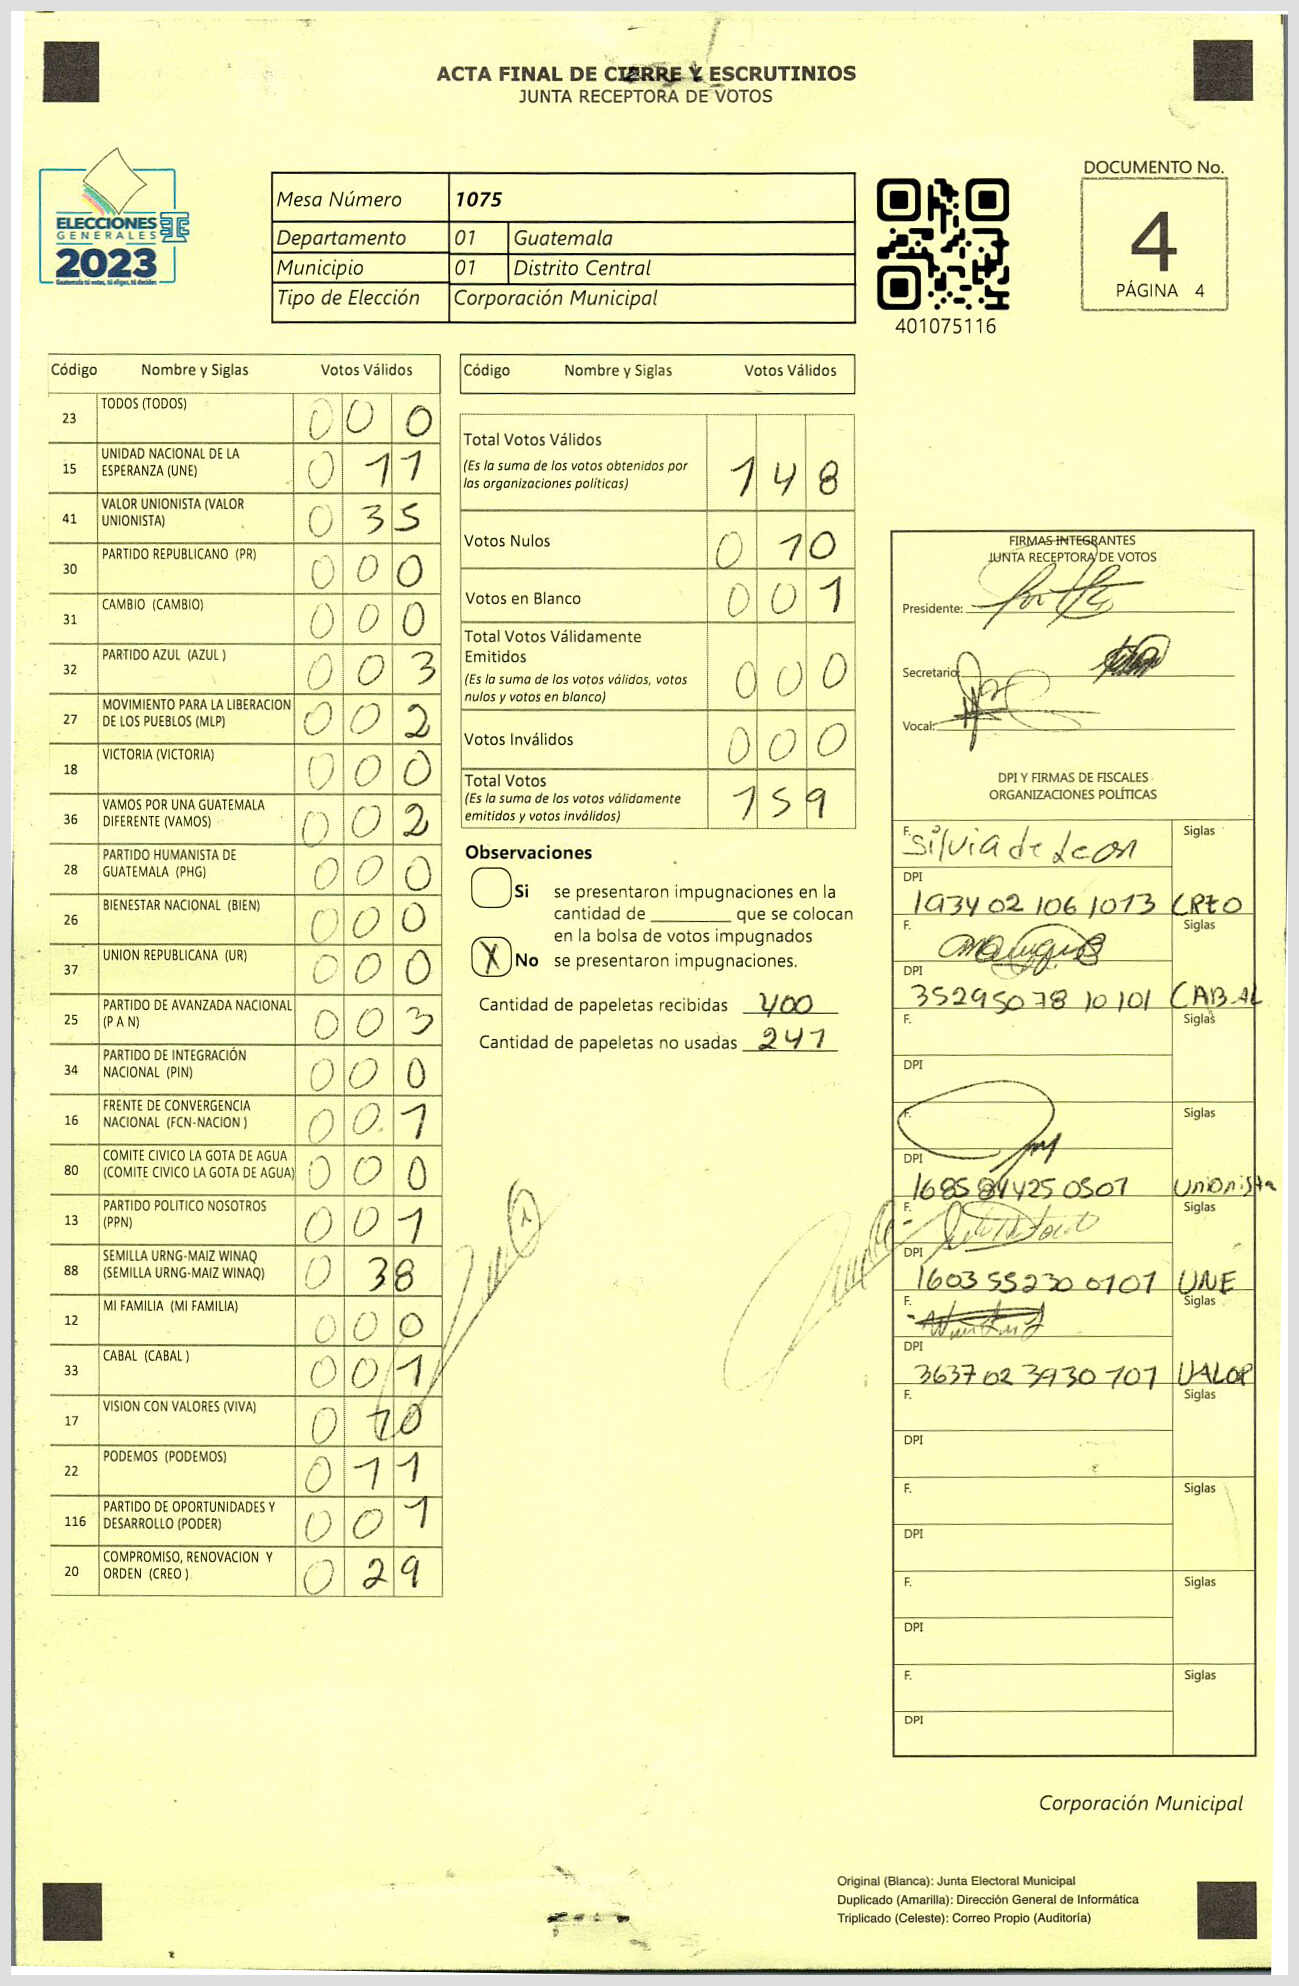 ACTA FINAL DE CIERRE Y ESCRUTINIOS
JUNTA RECEPTORA DE VOTOS
ELECCIONES
GENERALES
2023
Guatemala tú votas, tú eliges, tú decides
Mesa Número 1075
Departamento 01 Guatemala
Municipio 01 Distrito Central
Tipo de Elección Corporación Municipal
401075116
DOCUMENTO No.
4
PÁGINA 4
Código Nombre y Siglas Votos Válidos
23 TODOS (TODOS) 0 0 0
15 UNIDAD NACIONAL DE LA
ESPERANZA (UNE) 0 1 1
41 VALOR UNIONISTA (VALOR
UNIONISTA) 0 3 5
30 PARTIDO REPUBLICANO (PR) 0 0 0
31 CAMBIO (CAMBIO) 0 0 0
32 PARTIDO AZUL (AZUL ) 0 0 3
27 MOVIMIENTO PARA LA LIBERACION
DE LOS PUEBLOS (MLP) 0 0 2
18 VICTORIA (VICTORIA) 0 0 0
36 VAMOS POR UNA GUATEMALA
DIFERENTE (VAMOS) 0 0 2
28 PARTIDO HUMANISTA DE
GUATEMALA (PHG) 0 0 0
26 BIENESTAR NACIONAL (BIEN) 0 0 0
37 UNION REPUBLICANA (UR) 0 0 0
25 PARTIDO DE AVANZADA NACIONAL
(P A N) 0 0 3
34 PARTIDO DE INTEGRACIÓN
NACIONAL (PIN) 0 0 0
16 FRENTE DE CONVERGENCIA
NACIONAL (FCN-NACION ) 0 0 1
80 COMITE CIVICO LA GOTA DE AGUA
(COMITE CIVICO LA GOTA DE AGUA) 0 0 0
13 PARTIDO POLITICO NOSOTROS
(PPN) 0 0 1
88 SEMILLA URNG-MAIZ WINAQ
(SEMILLA URNG-MAIZ WINAQ) 0 3 8
12 MI FAMILIA (MI FAMILIA) 0 0 0
33 CABAL (CABAL ) 0 0 1
17 VISION CON VALORES (VIVA) 0 1 0
22 PODEMOS (PODEMOS) 0 1 1
116 PARTIDO DE OPORTUNIDADES Y
DESARROLLO (PODER) 0 0 1
20 COMPROMISO, RENOVACION Y
ORDEN (CREO ) 0 2 9
Código Nombre y Siglas Votos Válidos
Total Votos Válidos
(Es la suma de los votos obtenidos por
las organizaciones políticas) 1 4 8
Votos Nulos 0 1 0
Votos en Blanco 0 0 1
Total Votos Válidamente
Emitidos
(Es la suma de los votos válidos, votos
nulos y votos en blanco) 0 0 0
Votos Inválidos 0 0 0
Total Votos
(Es la suma de los votos válidamente
emitidos y votos inválidos) 1 5 9
Observaciones
Si se presentaron impugnaciones en la
cantidad de ________ que se colocan
en la bolsa de votos impugnados
X No se presentaron impugnaciones.
Cantidad de papeletas recibidas 400
Cantidad de papeletas no usadas 241
FIRMAS INTEGRANTES
JUNTA RECEPTORA DE VOTOS
Presidente:
Secretario:
Vocal:
DPI Y FIRMAS DE FISCALES
ORGANIZACIONES POLÍTICAS
F. Silvia de Leon Siglas
DPI
1934 02 106 1013 CREO
F. Siglas
DPI
35295078 10 101 CABAL
F. Siglas
DPI
F. Siglas
DPI
Unionista
F. Siglas
DPI
1603 55230 0101 UNE
F. Siglas
DPI
3637 02 3930 101 VALOR
F. Siglas
DPI
F. Siglas
DPI
F. Siglas
DPI
F. Siglas
DPI
Corporación Municipal
Original (Blanca): Junta Electoral Municipal
Duplicado (Amarilla): Dirección General de Informática
Triplicado (Celeste): Correo Propio (Auditoría)